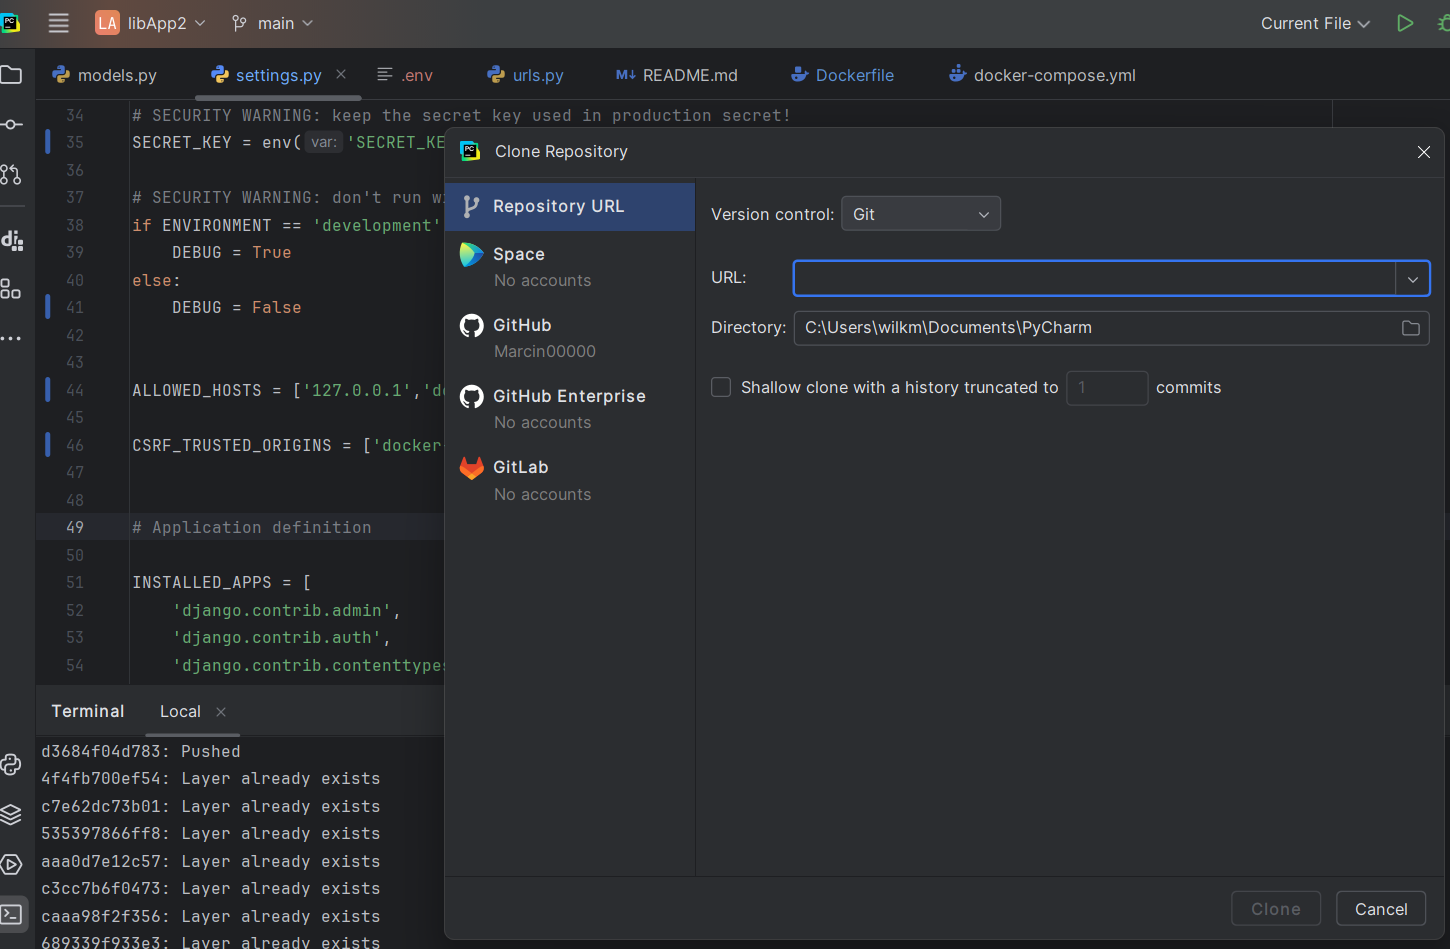 PC LA libApp2 main Current File
models.py settings.py .env urls.py M↓ README.md Dockerfile docker-compose.yml
34 # SECURITY WARNING: keep the secret key used in production secret!
35 SECRET_KEY = env( var: 'SECRET_KE
36
37 # SECURITY WARNING: don't run w
38 if ENVIRONMENT == 'development'
39 DEBUG = True
40 else:
41 DEBUG = False
42
43
44 ALLOWED_HOSTS = ['127.0.0.1','d
45
46 CSRF_TRUSTED_ORIGINS = ['docker
47
48
49 # Application definition
50
51 INSTALLED_APPS = [
52 'django.contrib.admin',
53 'django.contrib.auth',
54 'django.contrib.contenttypes
Terminal Local
d3684f04d783: Pushed
4f4fb700ef54: Layer already exists
c7e62dc73b01: Layer already exists
535397866ff8: Layer already exists
aaa0d7e12c57: Layer already exists
c3cc7b6f0473: Layer already exists
caaa98f2f356: Layer already exists
689339f933e3: Layer already exists
PC Clone Repository
Repository URL
Space
No accounts
GitHub
Marcin00000
GitHub Enterprise
No accounts
GitLab
No accounts
Version control: Git
URL:
Directory: C:\Users\wilkm\Documents\PyCharm
Shallow clone with a history truncated to 1 commits
Clone Cancel